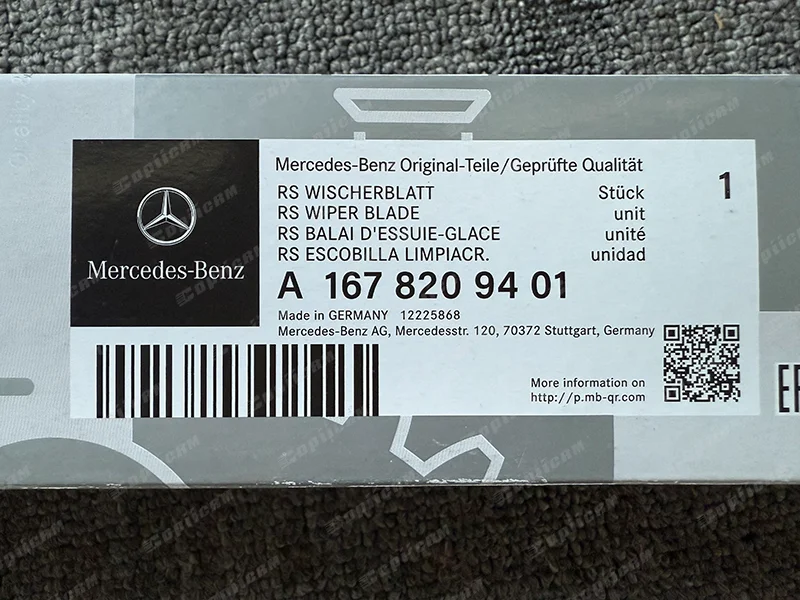 Mercedes-Benz Original-Teile/Geprüfte Qualität
RS WISCHERBLATT Stück 1
RS WIPER BLADE unit
RS BALAI D'ESSUIE-GLACE unité
RS ESCOBILLA LIMPIACR. unidad
Mercedes-Benz
A 167 820 94 01
Made in GERMANY 12225868
Mercedes-Benz AG, Mercedesstr. 120, 70372 Stuttgart, Germany
More information on
http://p.mb-qr.com
CoptiCAM